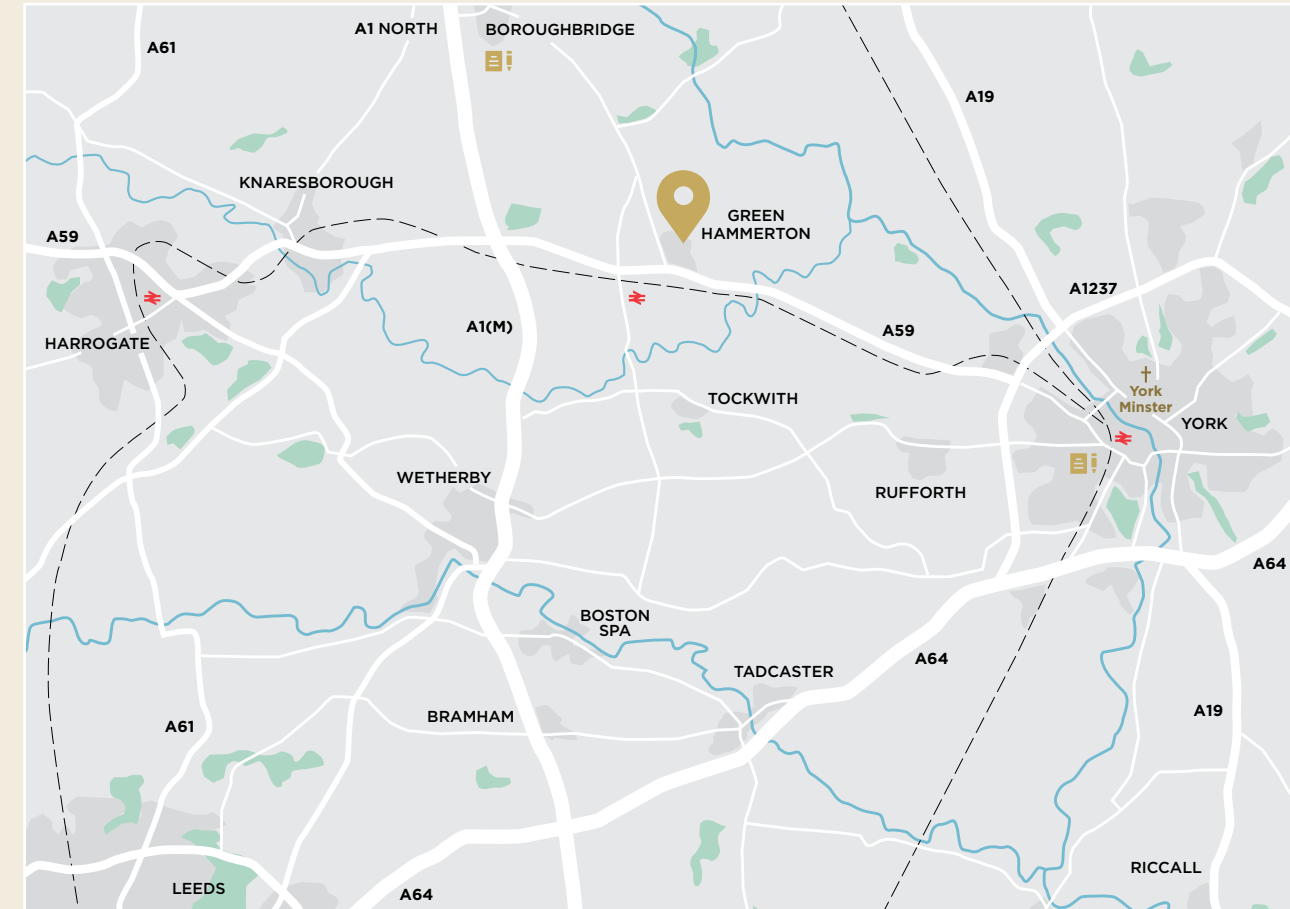 A1 NORTH
BOROUGHBRIDGE
A61
A19
KNARESBOROUGH
GREEN
HAMMERTON
A59
A1237
A1(M)
A59
HARROGATE
York
Minster
TOCKWITH
YORK
WETHERBY
RUFFORTH
A64
BOSTON
SPA
A64
TADCASTER
A19
BRAMHAM
A61
RICCALL
LEEDS
A64